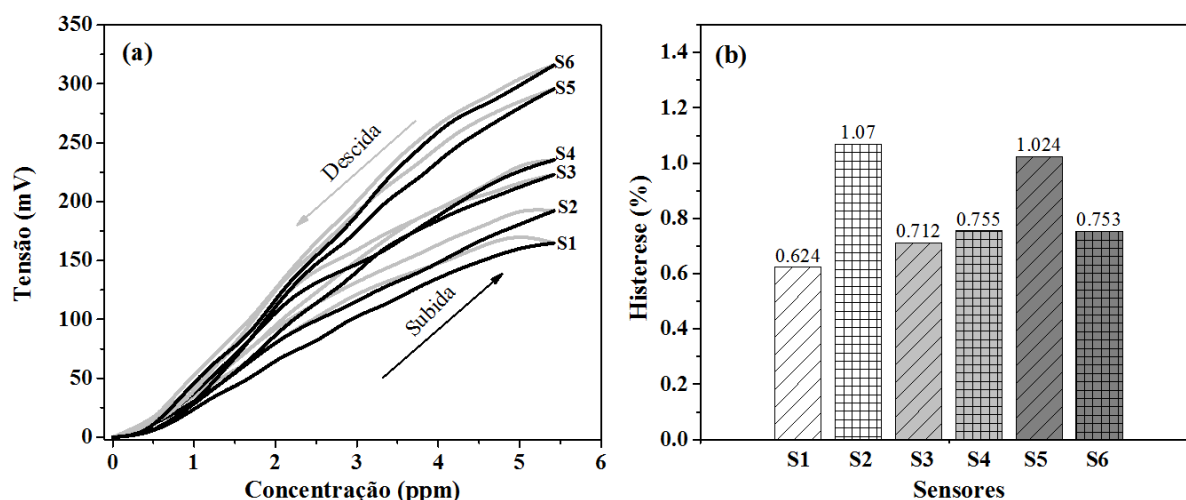 (a)
Tensão (mV)
350
300
250
200
150
100
50
0
0 1 2 3 4 5 6
Concentração (ppm)
Descida
Subida
S6
S5
S4
S3
S2
S1
(b)
Histerese (%)
1.4
1.2
1.0
0.8
0.6
0.4
0.2
0.0
0.624
1.07
0.712
0.755
1.024
0.753
S1 S2 S3 S4 S5 S6
Sensores